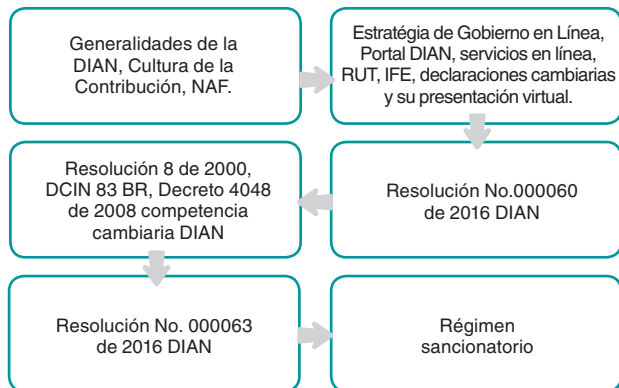 Generalidades de la
DIAN, Cultura de la
Contribución, NAF.
Estratégia de Gobierno en Línea,
Portal DIAN, servicios en línea,
RUT, IFE, declaraciones cambiarias
y su presentación virtual.
Resolución No.000060
de 2016 DIAN
Resolución 8 de 2000,
DCIN 83 BR, Decreto 4048
de 2008 competencia
cambiaria DIAN
Resolución No. 000063
de 2016 DIAN
Régimen
sancionatorio